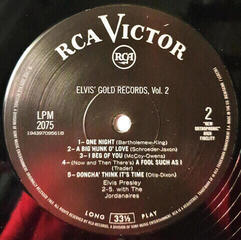 RCA VICTOR
ELVIS' GOLD RECORDS, Vol. 2
LPM
2075
2
"NEW
ORTHOPHONIC"
HIGH
FIDELITY
1-ONE NIGHT (Bartholomew-King)
2-A BIG HUNK O' LOVE (Schroeder-Jaxon)
3-I BEG OF YOU (McCoy-Owens)
4-(Now and Then There's) A FOOL SUCH AS I
(Trader)
5-DONCHA' THINK IT'S TIME (Otis-Dixon)
Elvis Presley
2-5. with The
Jordanaires
LONG 33⅓ PLAY